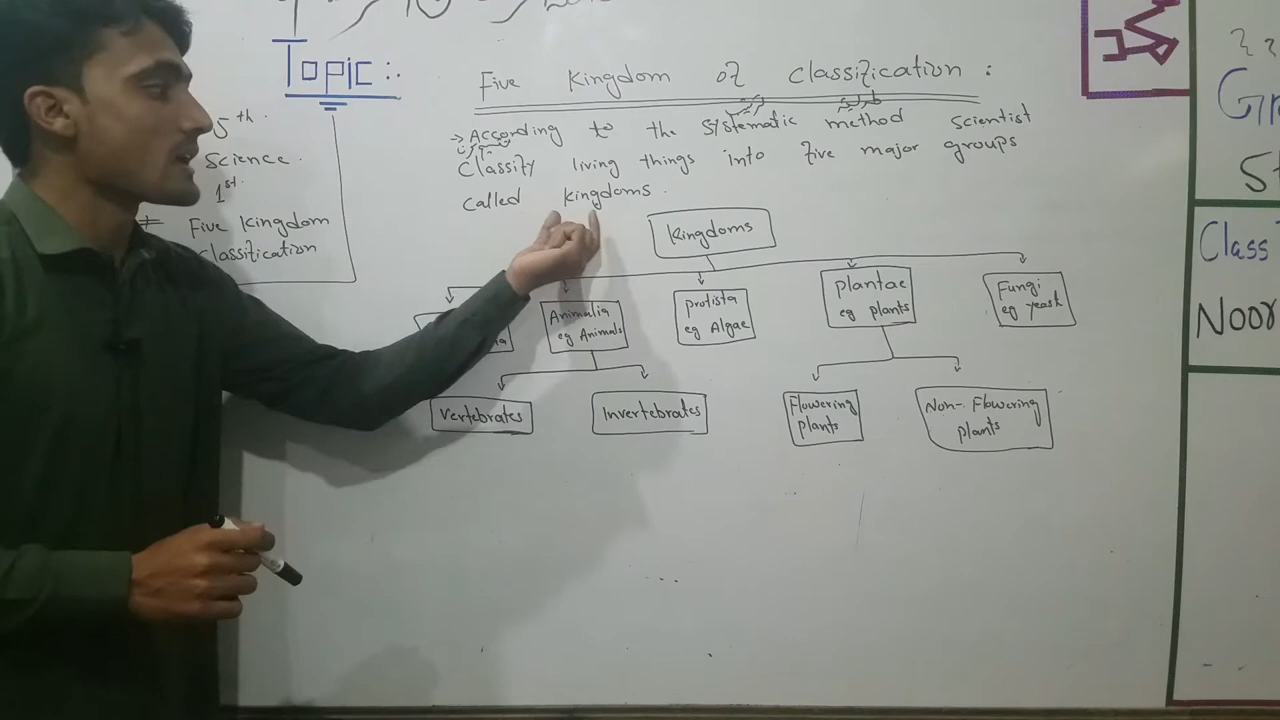 Topic:
Five Kingdom of Classification :
→ According to the systematic method scientist
Classify living things into five major groups
called kingdoms.
5th
Science.
1st
Five Kingdom
Classification
Kingdoms
Animalia
eg Animals
protista
eg Algae
plantae
eg plants
Fungi
eg yeast
Vertebrates
Invertebrates
Flowering
plants
Non-Flowering
plants
Class
Noor